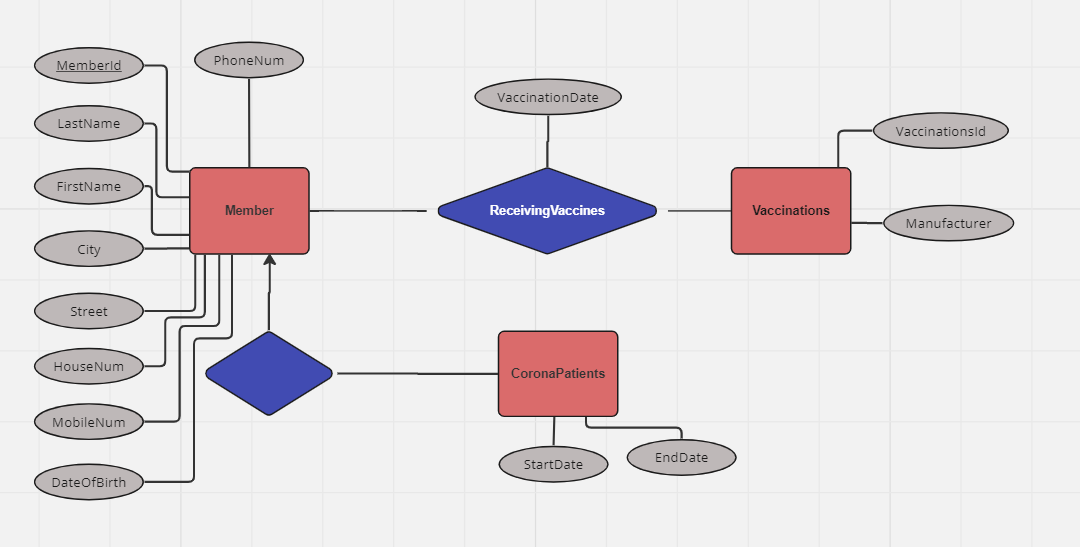 MemberId
PhoneNum
LastName
FirstName
City
Street
HouseNum
MobileNum
DateOfBirth
Member
VaccinationDate
ReceivingVaccines
Vaccinations
VaccinationsId
Manufacturer
CoronaPatients
StartDate
EndDate